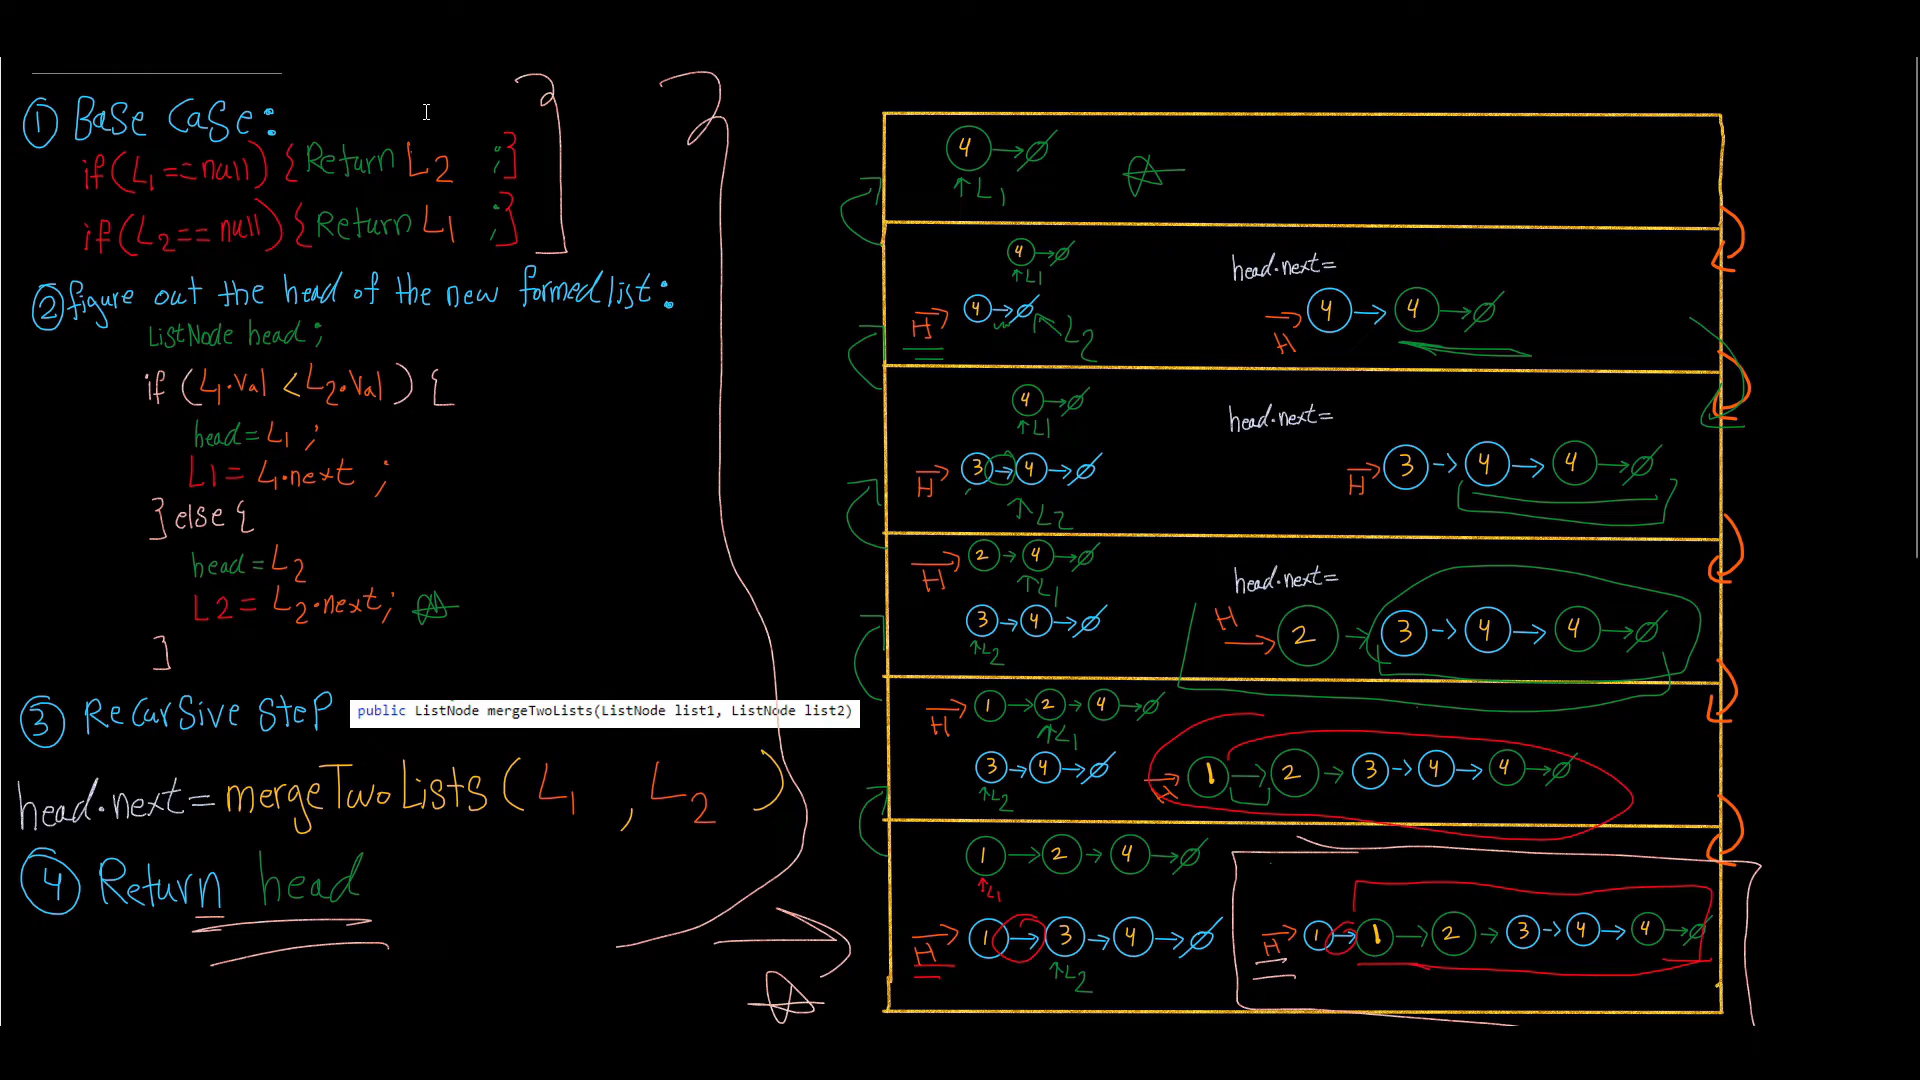 ① Base Case:
if(L1==null) {Return L2 ;}
if(L2==null) {Return L1 ;}
② figure out the head of the new formed list:
ListNode head;
if (L1.val < L2.val) {
head = L1 ;
L1 = L1.next ;
} else {
head = L2
L2 = L2.next;
}
③ Recursive Step
public ListNode mergeTwoLists(ListNode list1, ListNode list2)
head.next = mergeTwoLists( L1 , L2 )
④ Return head
4→∅
↑L1
4→∅
↑L1
head.next=
H→ 4→∅
L2
H→ 4→4→∅
4→∅
↑L1
head.next=
H→ 3→4→∅
↑L2
H→ 3→4→4→∅
H→ 2→4→∅
↑L1
head.next=
3→4→∅
↑L2
H→ 2→3→4→4→∅
H→ 1→2→4→∅
↑L1
3→4→∅
↑L2
H→ 1→2→3→4→4→∅
1→2→4→∅
↑L1
H→ 1→3→4→∅
↑L2
H→ 1→1→2→3→4→4→∅